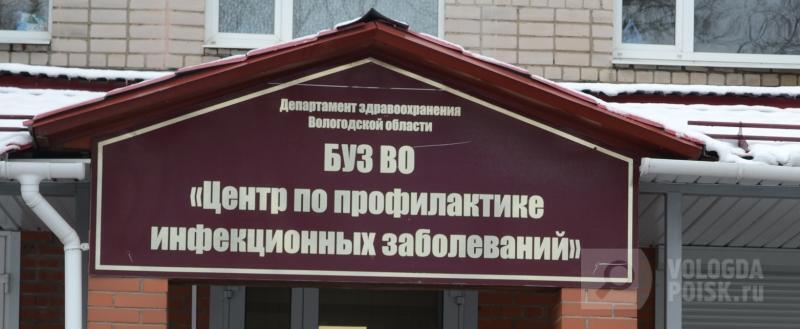 Департамент здравоохранения
Вологодской области
БУЗ ВО
«Центр по профилактике
инфекционных заболеваний»
VOLOGDA
POISK.ru